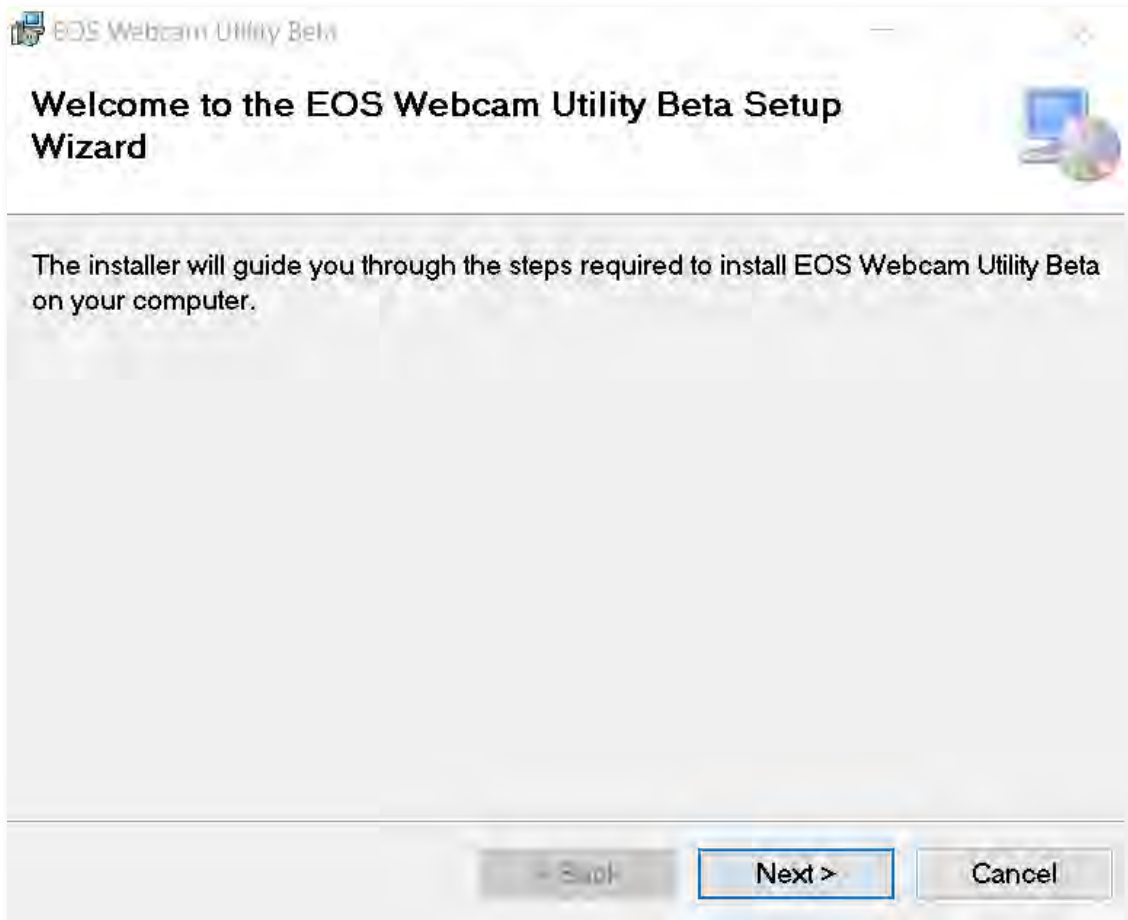 EOS Webcam Utility Beta
Welcome to the EOS Webcam Utility Beta Setup
Wizard
The installer will guide you through the steps required to install EOS Webcam Utility Beta
on your computer.
< Back
Next >
Cancel